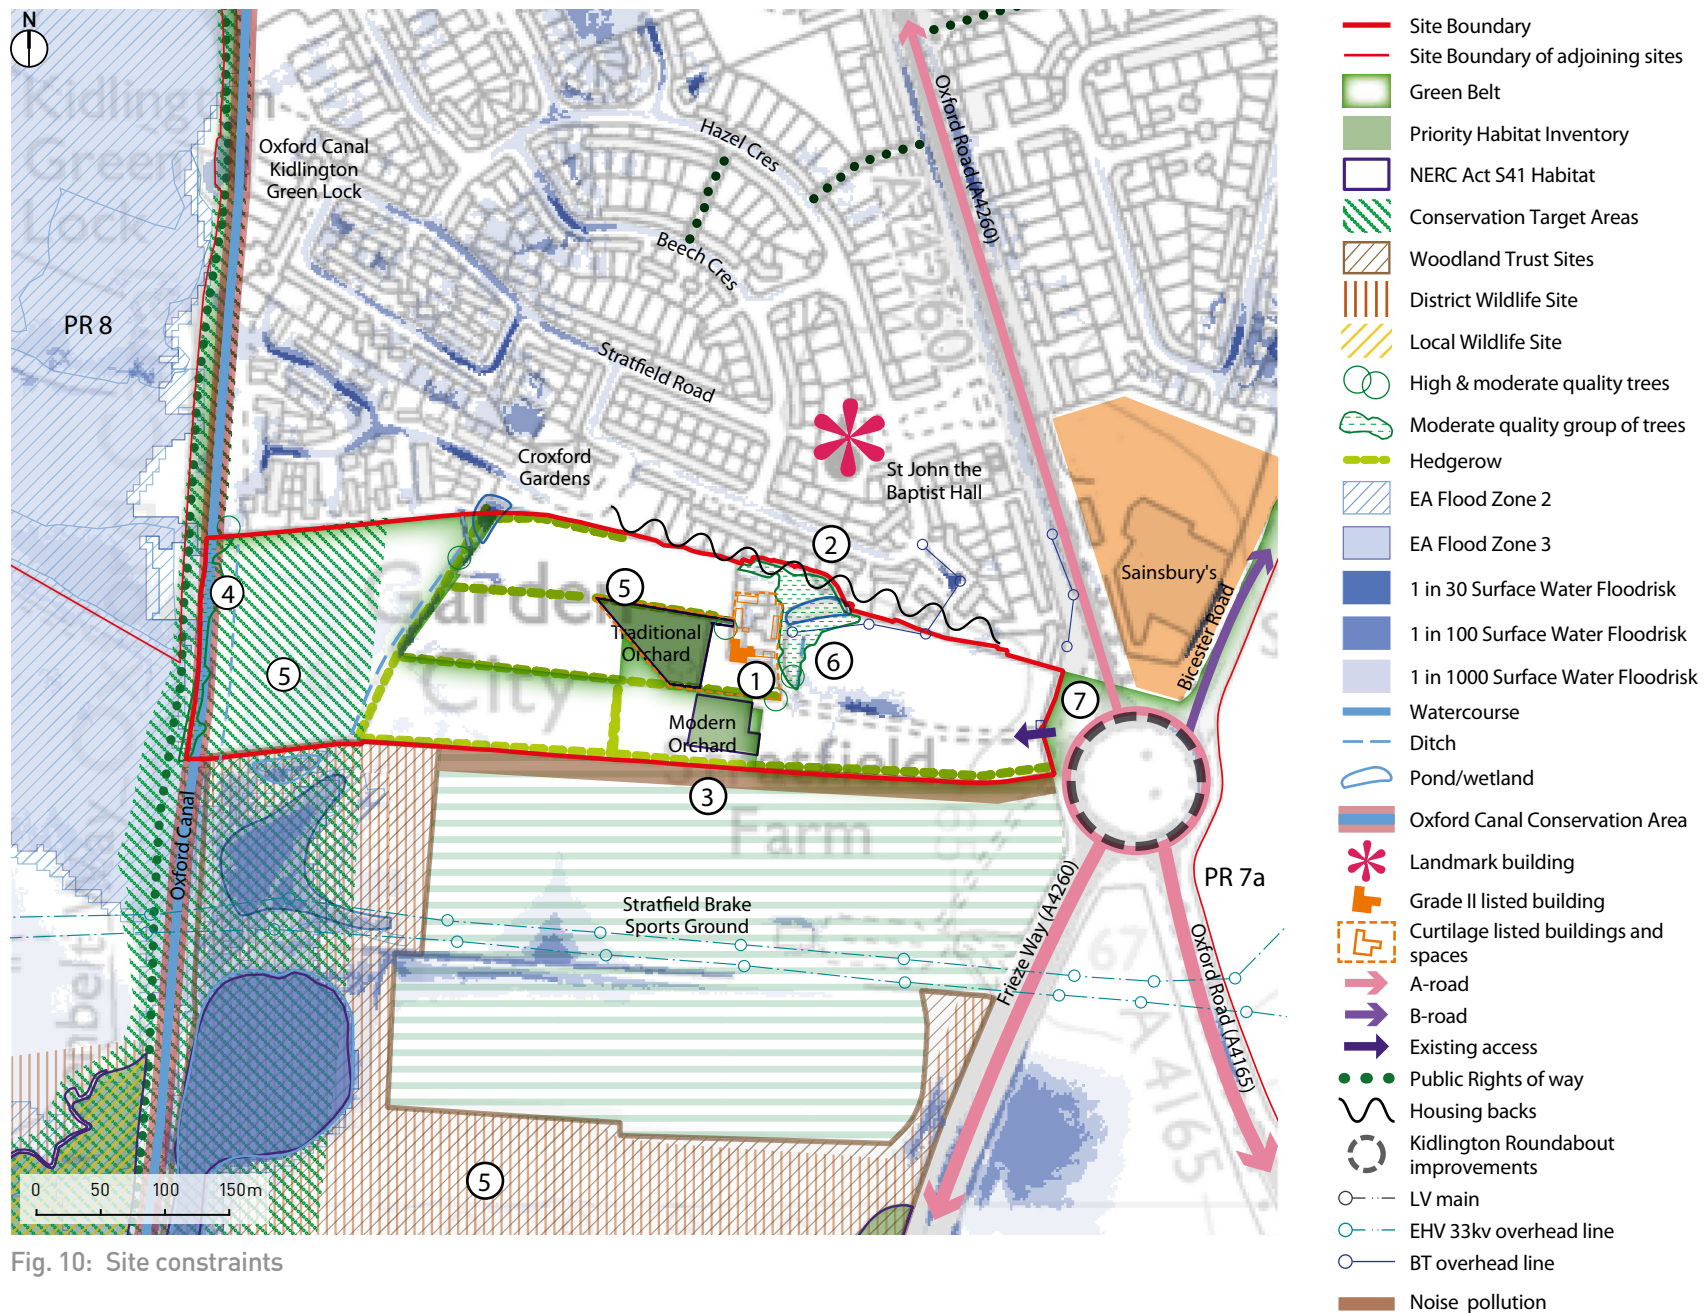 N
Kidlington
Green
Lock
Oxford Canal
Kidlington
Green Lock
PR 8
Hazel Cres
Beech Cres
Stratfield Road
Oxford Road (A4260)
Croxford
Gardens
St John the
Baptist Hall
Sainsbury's
Bicester Road
Garden
City
Traditional
Orchard
Modern
Orchard
1
2
3
4
5
5
5
6
7
Stratfield
Farm
Oxford Canal
Stratfield Brake
Sports Ground
Frieze Way (A4260)
Oxford Road (A4165)
PR 7a
A 4165
0 50 100 150m
Site Boundary
Site Boundary of adjoining sites
Green Belt
Priority Habitat Inventory
NERC Act S41 Habitat
Conservation Target Areas
Woodland Trust Sites
District Wildlife Site
Local Wildlife Site
High & moderate quality trees
Moderate quality group of trees
Hedgerow
EA Flood Zone 2
EA Flood Zone 3
1 in 30 Surface Water Floodrisk
1 in 100 Surface Water Floodrisk
1 in 1000 Surface Water Floodrisk
Watercourse
Ditch
Pond/wetland
Oxford Canal Conservation Area
Landmark building
Grade II listed building
Curtilage listed buildings and
spaces
A-road
B-road
Existing access
Public Rights of way
Housing backs
Kidlington Roundabout
improvements
LV main
EHV 33kv overhead line
BT overhead line
Noise pollution
Fig. 10: Site constraints